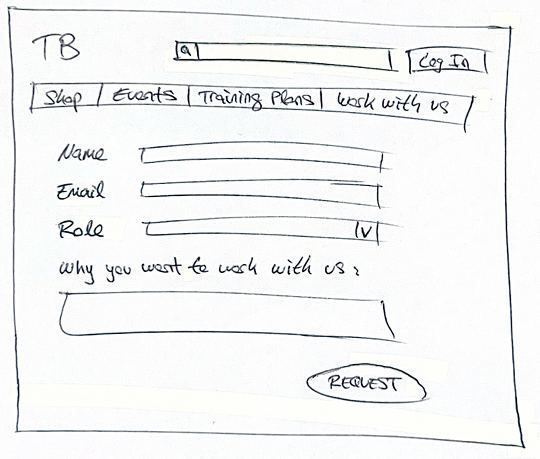 TB
Q
Log In
Shop Events Training Plans Work with us
Name
Email
Role V
Why you want to work with us:
REQUEST